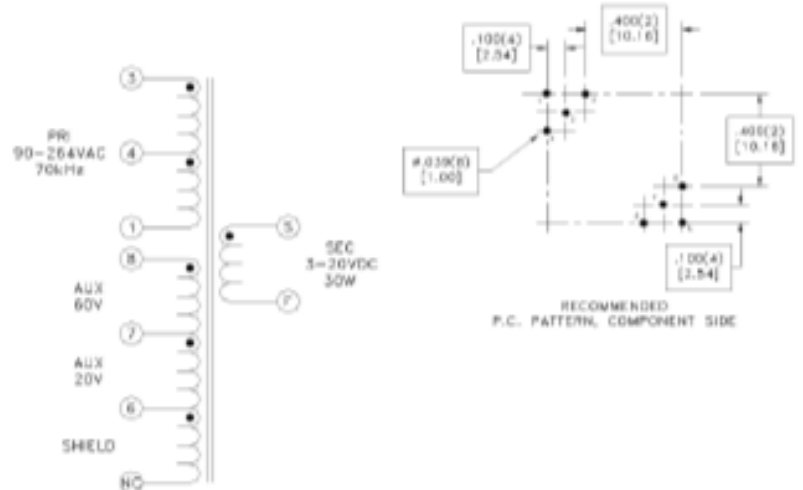 3
PRI
90-264VAC
70kHz
4
1
8
AUX
60V
7
AUX
20V
6
SHIELD
NC
S
SEC
3-20VDC
30W
F
.100(4)
[2.54]
.400(2)
[10.16]
.400(2)
[10.16]
ø.039(8)
[1.00]
.100(4)
[2.54]
RECOMMENDED
P.C. PATTERN, COMPONENT SIDE